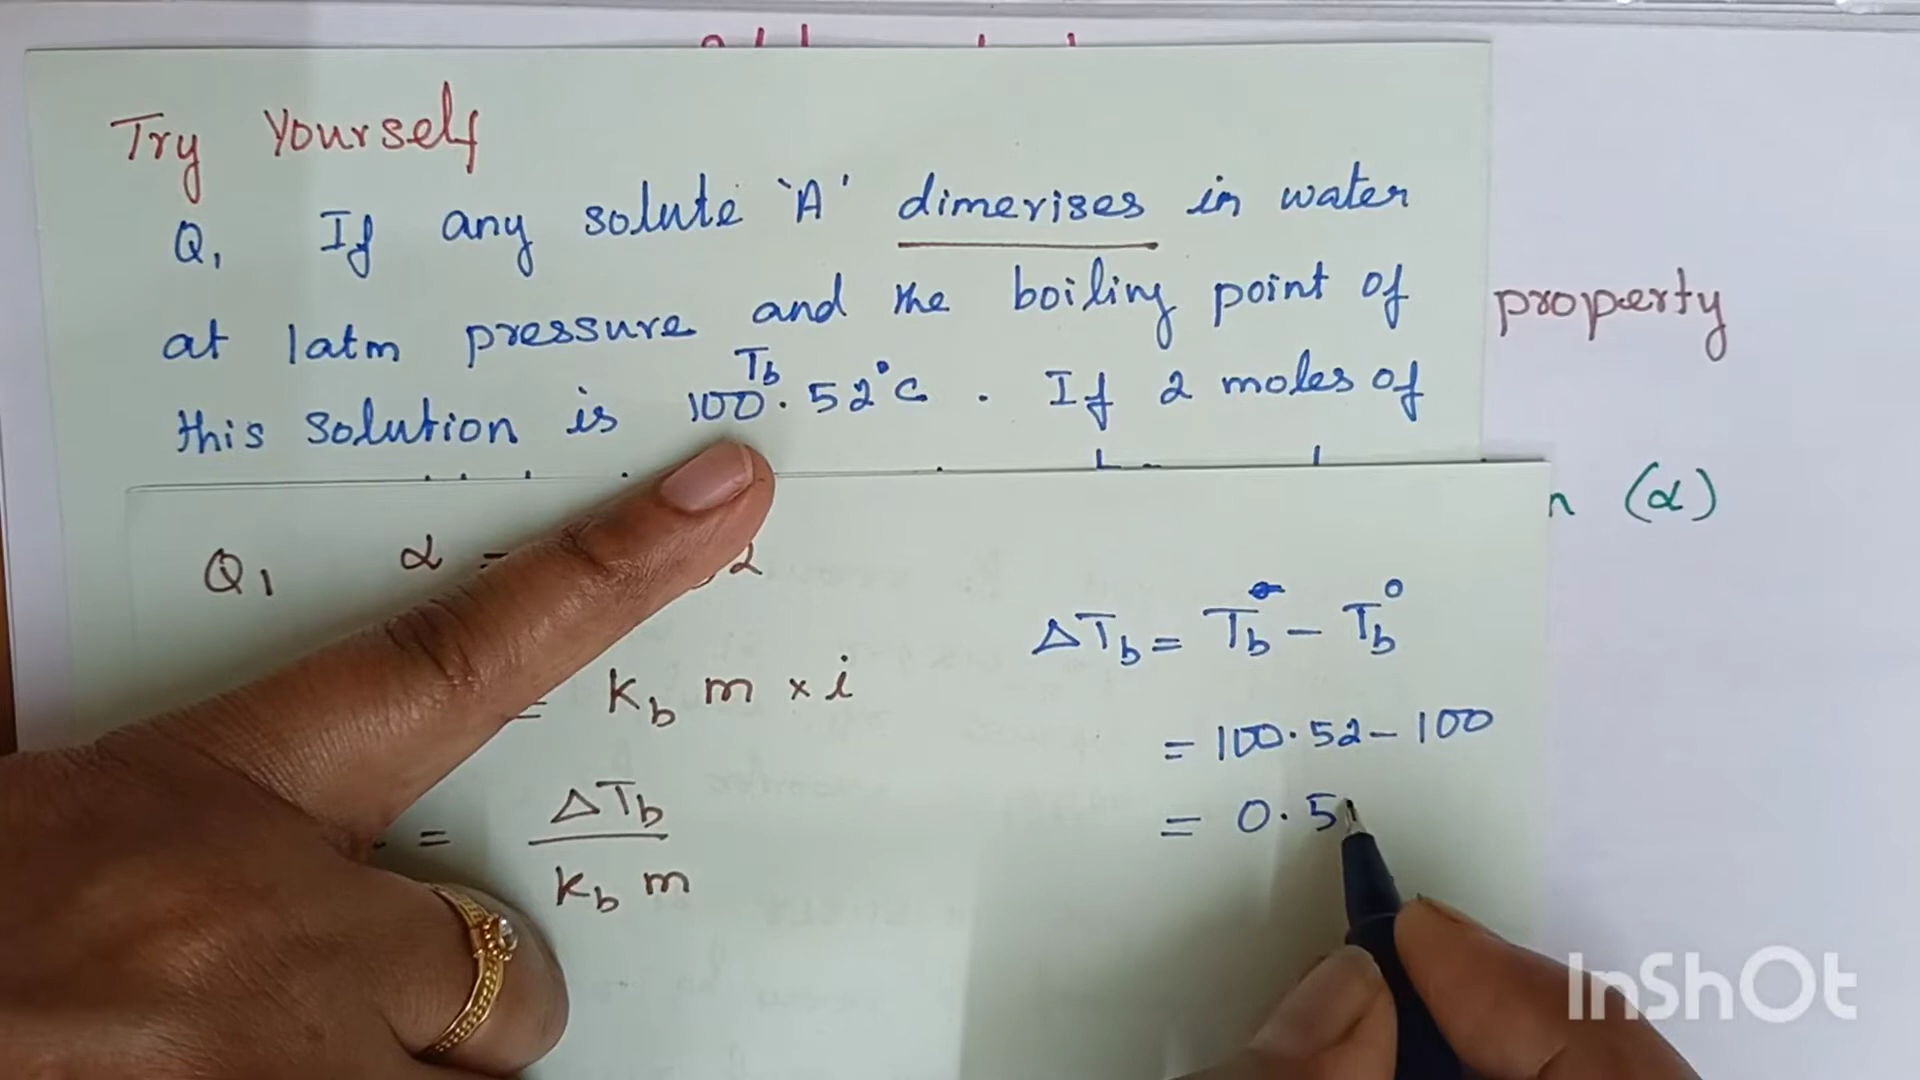 Try Yourself
Q1 If any solute 'A' dimerises in water
at 1atm pressure and the boiling point of
Tb
this solution is 100.52°C. If 2 moles of
property
n (α)
Q1 α = 2
= Kb m × i
= ΔTb
Kb m
ΔTb = Tb - Tb°
= 100.52 - 100
= 0.5
InShOt